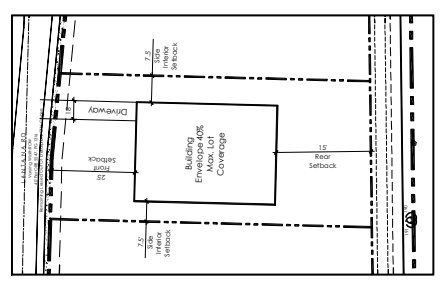 7.5'
Side
Interior
Setback
18'
Driveway
25'
Front
Setback
Building
Envelope 40%
Max. Lot
Coverage
15'
Rear
Setback
7.5'
Side
Interior
Setback